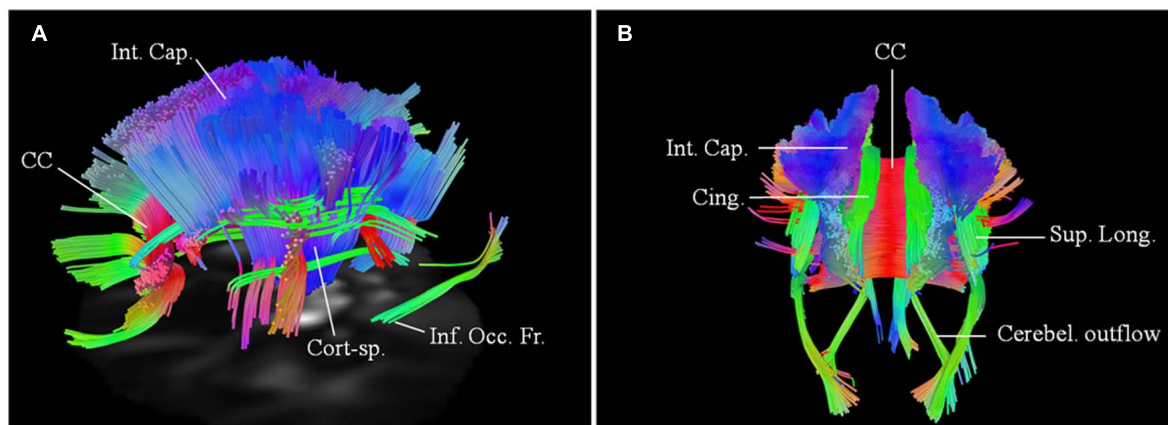 A
Int. Cap.
CC
Cort-sp.
Inf. Occ. Fr.
B
CC
Int. Cap.
Cing.
Sup. Long.
Cerebel. outflow